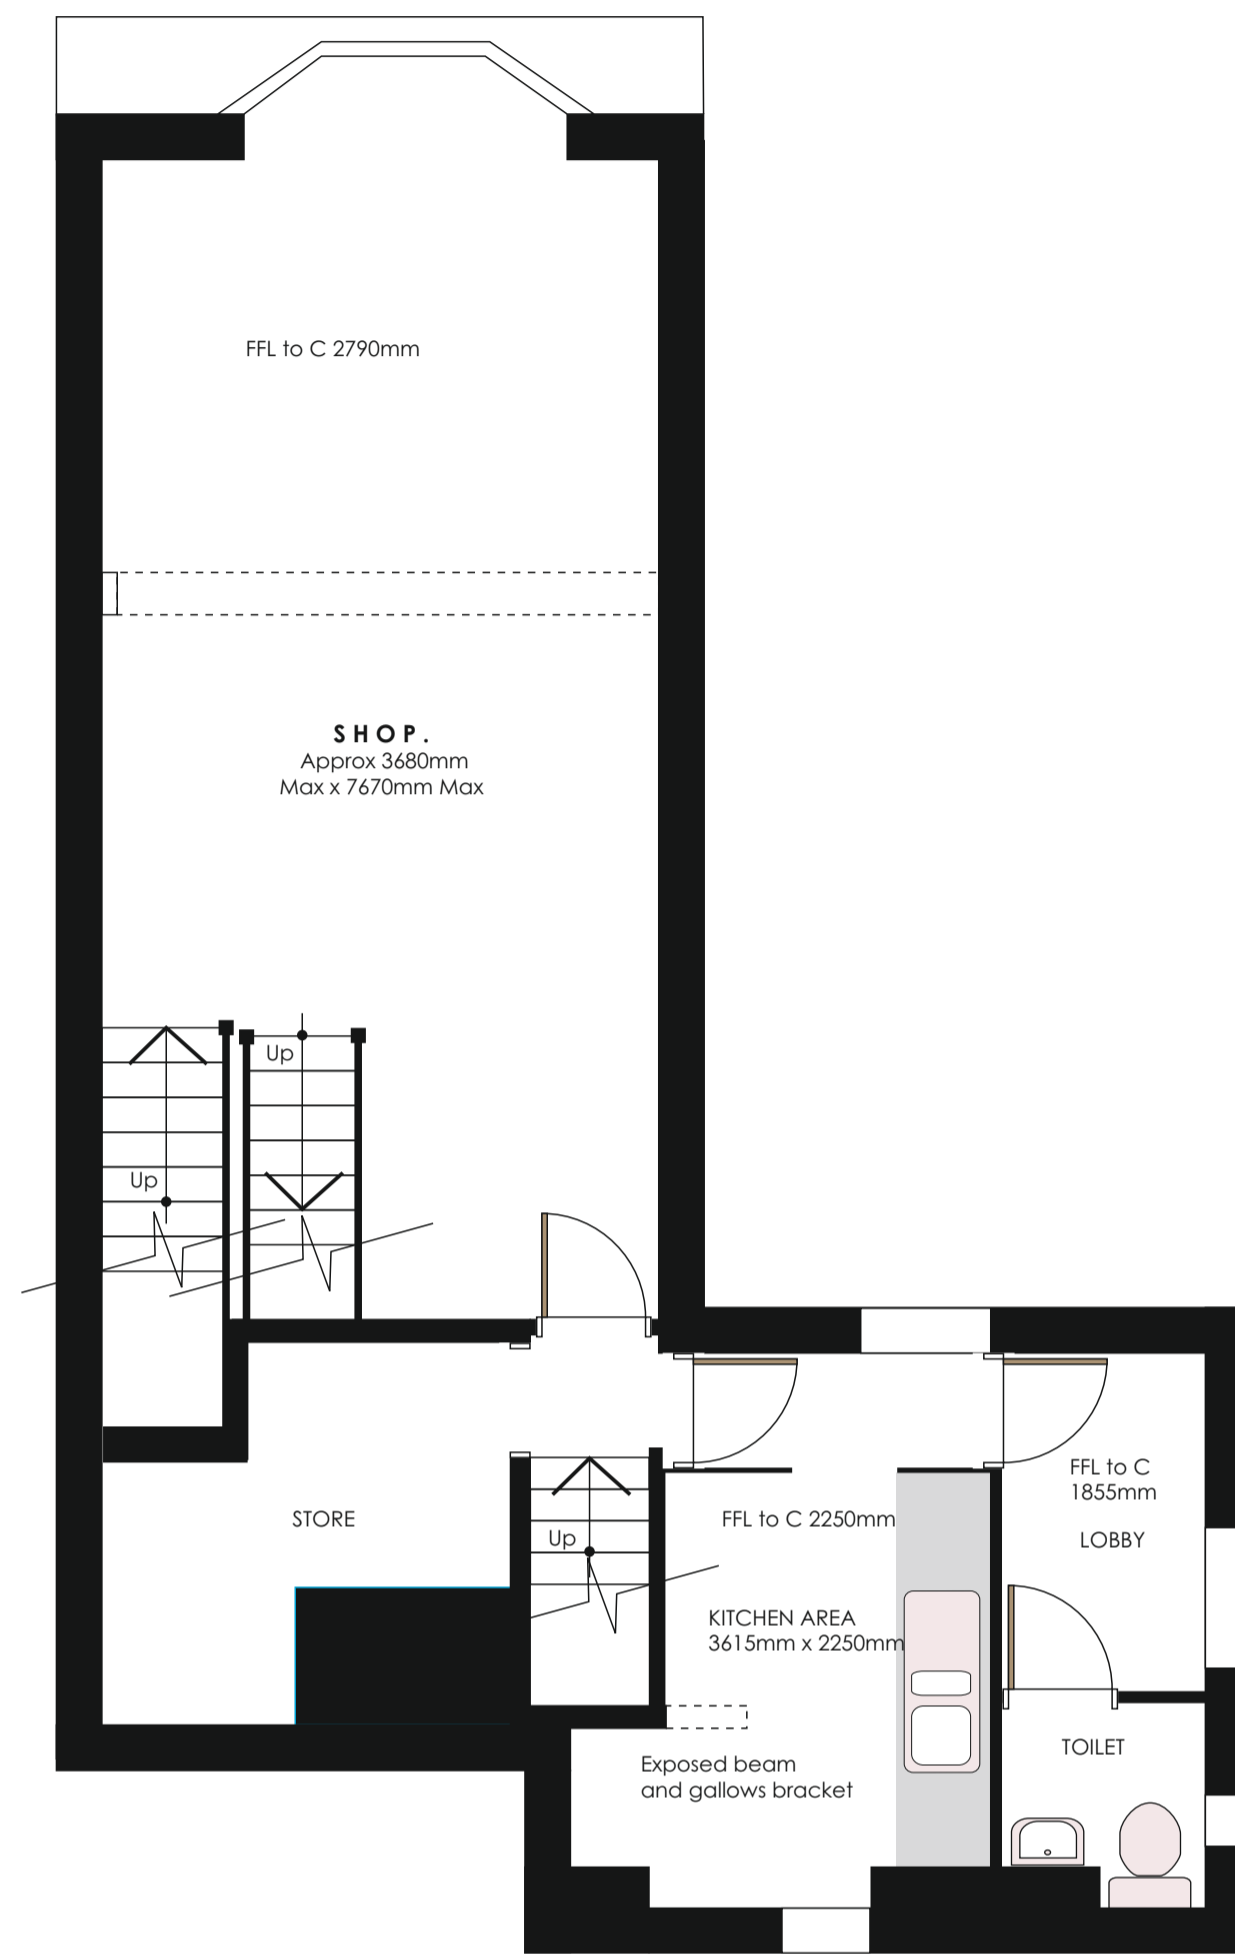 FFL to C 2790mm
SHOP.
Approx 3680mm
Max x 7670mm Max
Up
Up
FFL to C
1855mm
LOBBY
STORE
FFL to C 2250mm
Up
KITCHEN AREA
3615mm x 2250mm
TOILET
Exposed beam
and gallows bracket